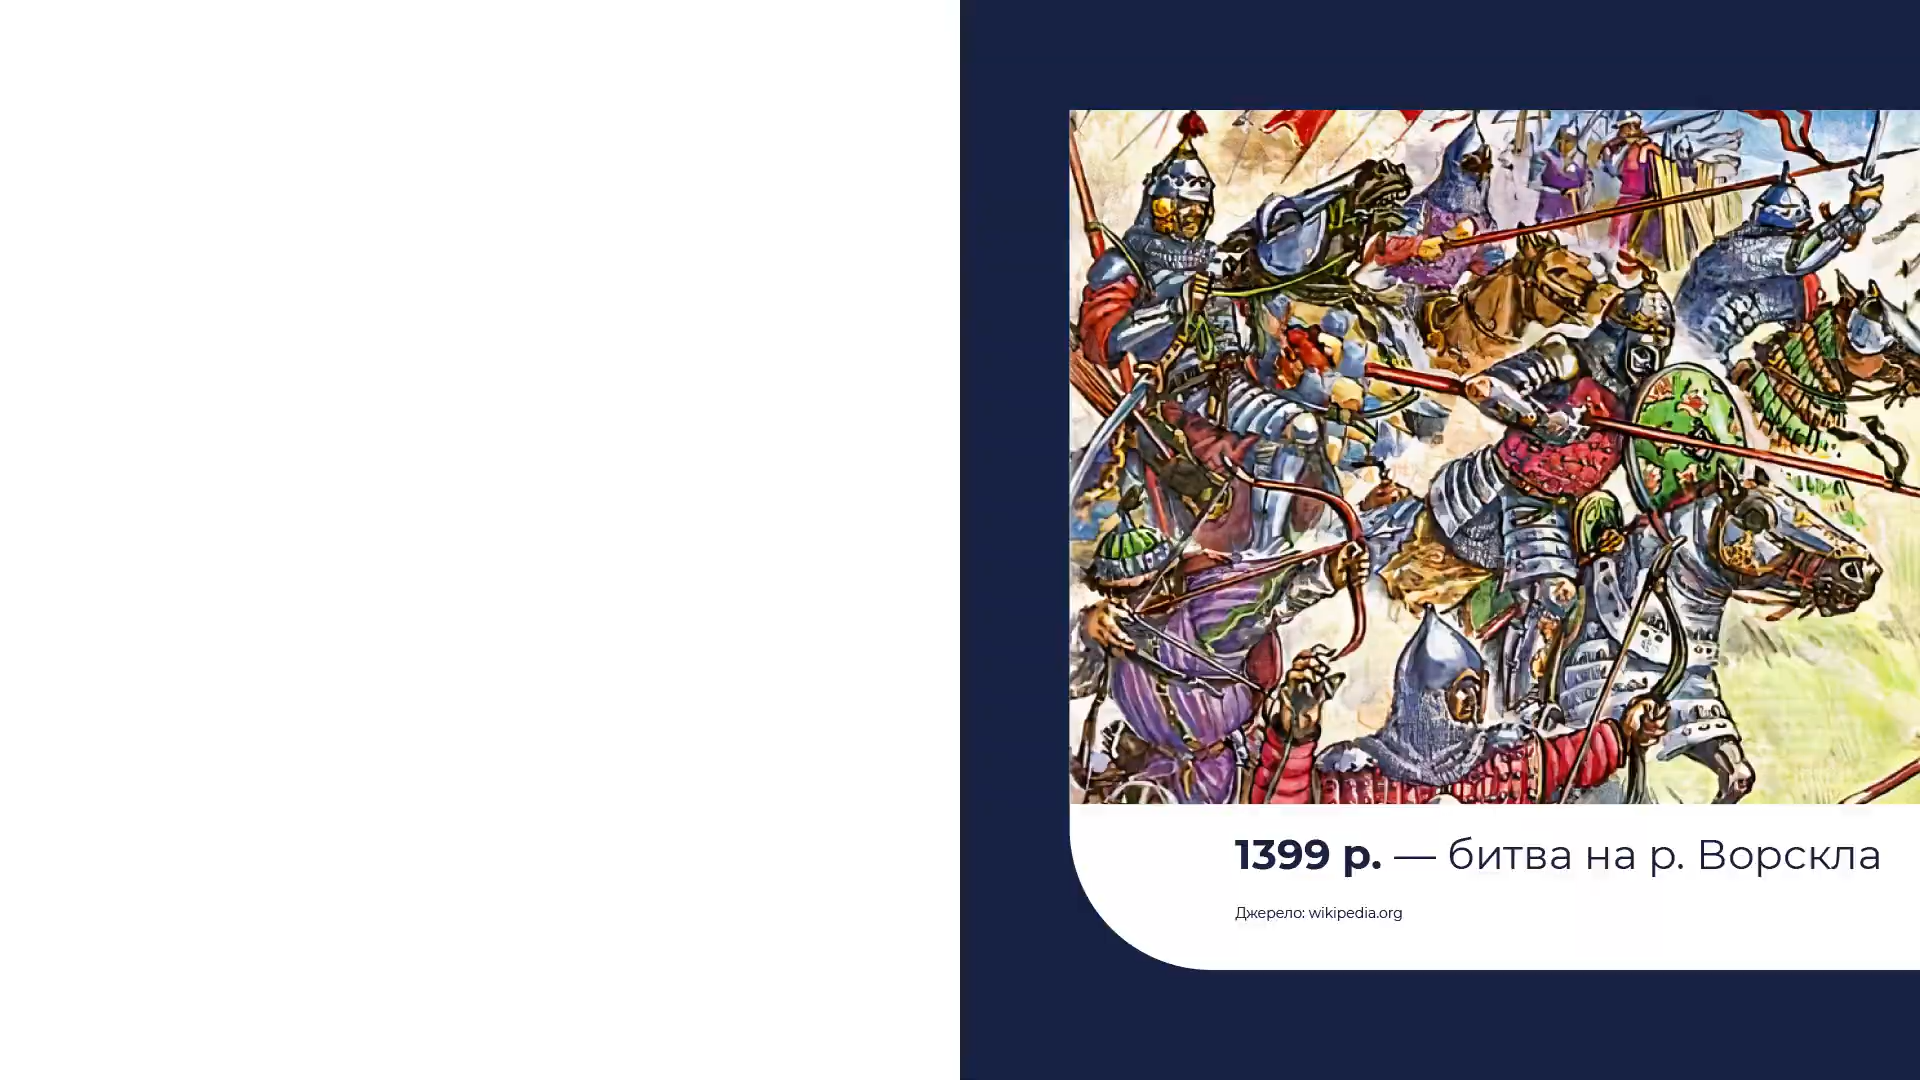 1399 р. — битва на р. Ворскла
Джерело: wikipedia.org